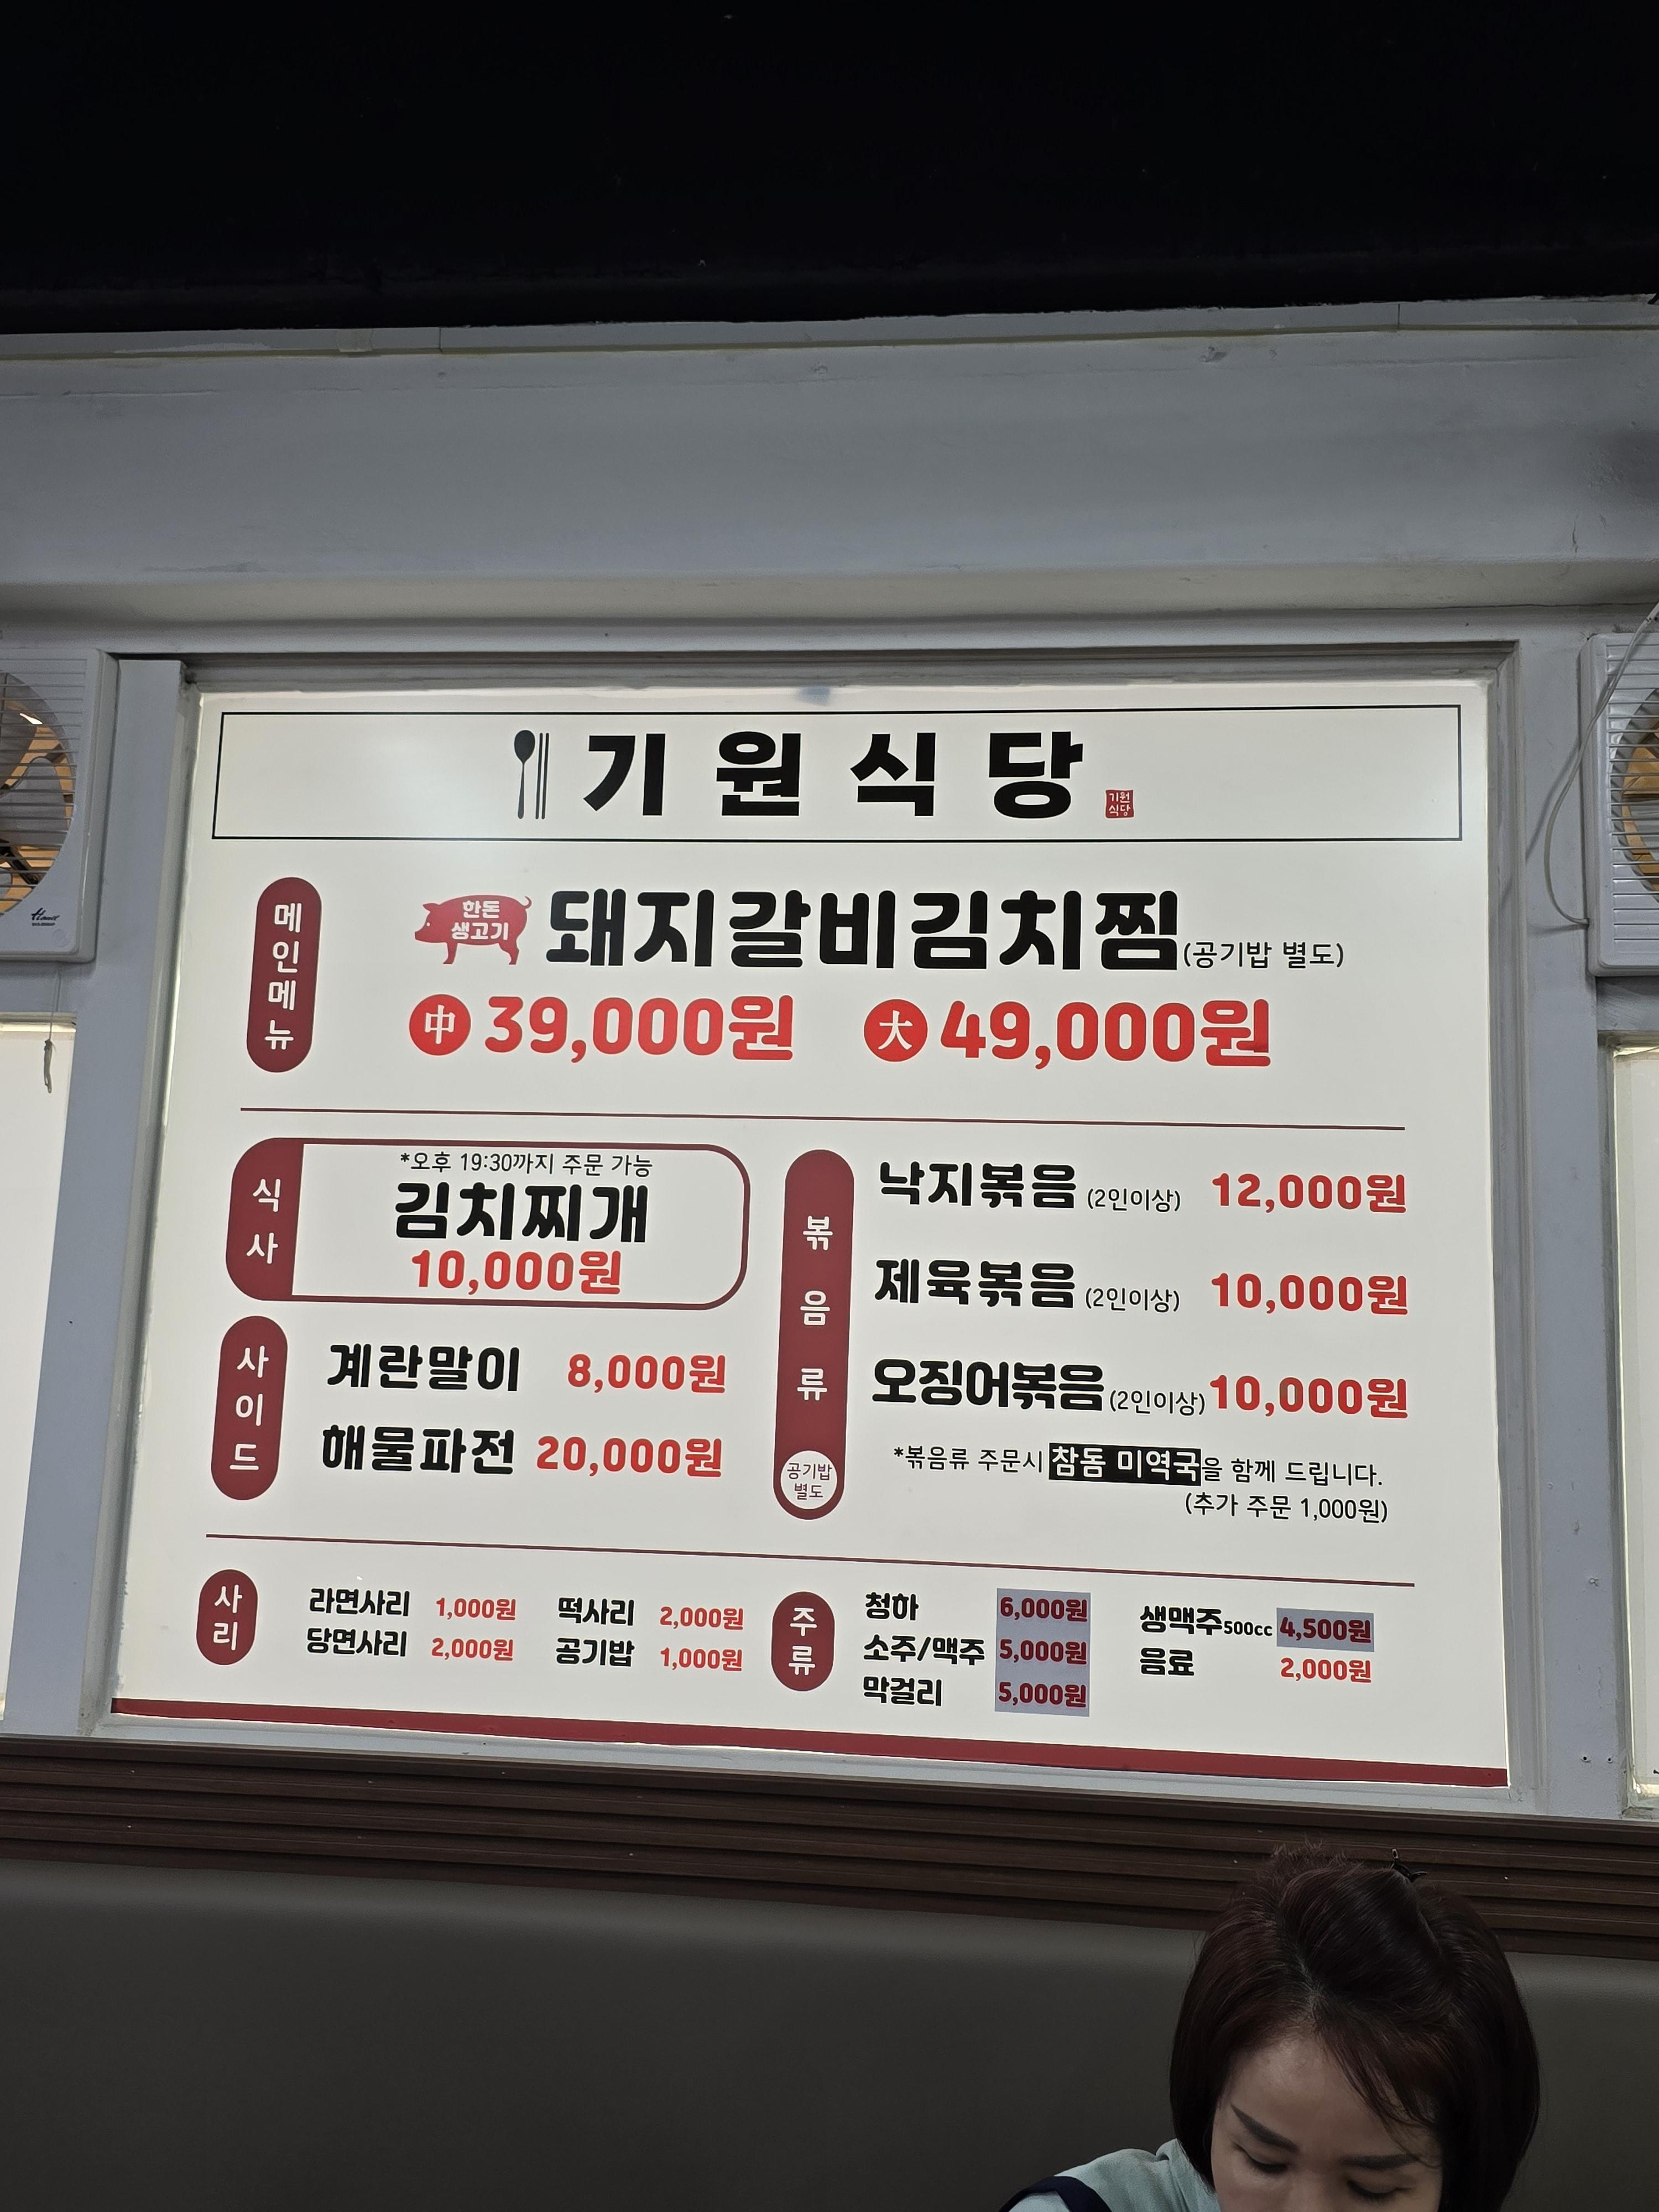 기원식당
기원
식당
메인메뉴
한돈
생고기
돼지갈비김치찜(공기밥 별도)
中 39,000원 大 49,000원
식사
*오후 19:30까지 주문 가능
김치찌개
10,000원
사이드
계란말이 8,000원
해물파전 20,000원
볶음류
공기밥
별도
낙지볶음 (2인이상) 12,000원
제육볶음 (2인이상) 10,000원
오징어볶음 (2인이상) 10,000원
*볶음류 주문시 참돔 미역국을 함께 드립니다.
(추가 주문 1,000원)
사리
라면사리 1,000원 떡사리 2,000원
당면사리 2,000원 공기밥 1,000원
주류
청하 6,000원
소주/맥주 5,000원
막걸리 5,000원
생맥주500cc 4,500원
음료 2,000원